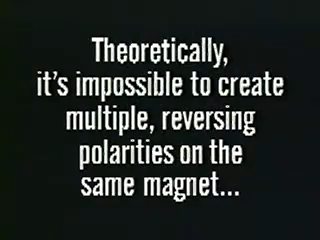 Theoretically,
it's impossible to create
multiple, reversing
polarities on the
same magnet...